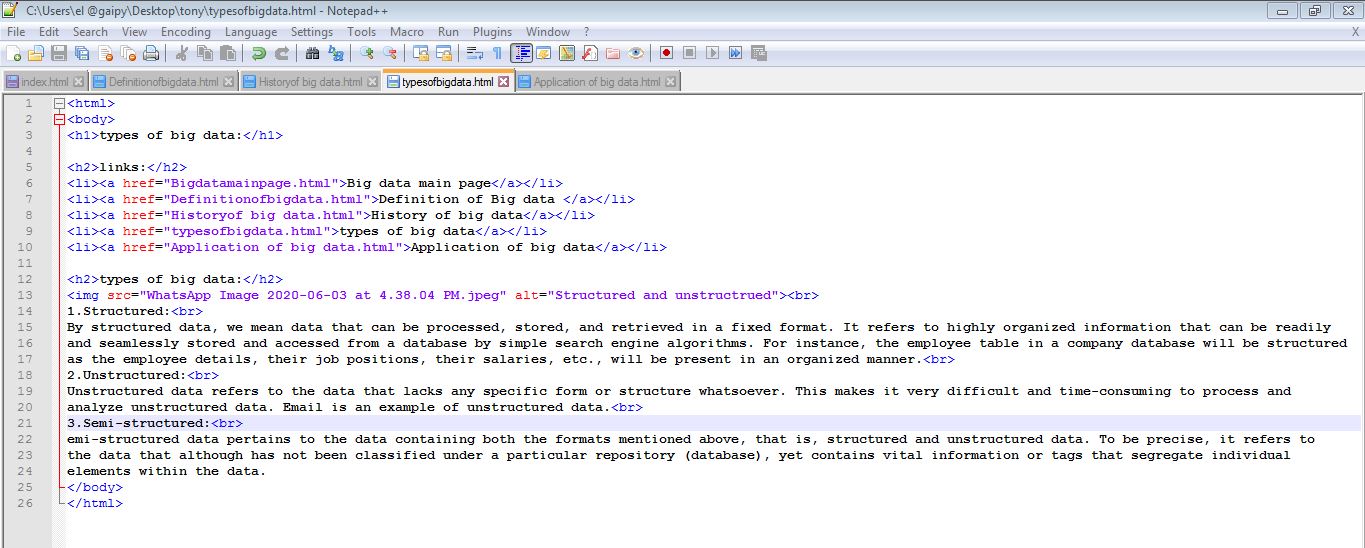 C:\Users\el @gaipy\Desktop\tony\typesofbigdata.html - Notepad++
File Edit Search View Encoding Language Settings Tools Macro Run Plugins Window ? X
index.html Definitionofbigdata.html Historyof big data.html typesofbigdata.html Application of big data.html
1 <html>
2 <body>
3 <h1>types of big data:</h1>
4
5 <h2>links:</h2>
6 <li><a href="Bigdatamainpage.html">Big data main page</a></li>
7 <li><a href="Definitionofbigdata.html">Definition of Big data </a></li>
8 <li><a href="Historyof big data.html">History of big data</a></li>
9 <li><a href="typesofbigdata.html">types of big data</a></li>
10 <li><a href="Application of big data.html">Application of big data</a></li>
11
12 <h2>types of big data:</h2>
13 <img src="WhatsApp Image 2020-06-03 at 4.38.04 PM.jpeg" alt="Structured and unstructrued"><br>
14 1.Structured:<br>
15 By structured data, we mean data that can be processed, stored, and retrieved in a fixed format. It refers to highly organized information that can be readily
16 and seamlessly stored and accessed from a database by simple search engine algorithms. For instance, the employee table in a company database will be structured
17 as the employee details, their job positions, their salaries, etc., will be present in an organized manner.<br>
18 2.Unstructured:<br>
19 Unstructured data refers to the data that lacks any specific form or structure whatsoever. This makes it very difficult and time-consuming to process and
20 analyze unstructured data. Email is an example of unstructured data.<br>
21 3.Semi-structured:<br>
22 emi-structured data pertains to the data containing both the formats mentioned above, that is, structured and unstructured data. To be precise, it refers to
23 the data that although has not been classified under a particular repository (database), yet contains vital information or tags that segregate individual
24 elements within the data.
25 </body>
26 </html>